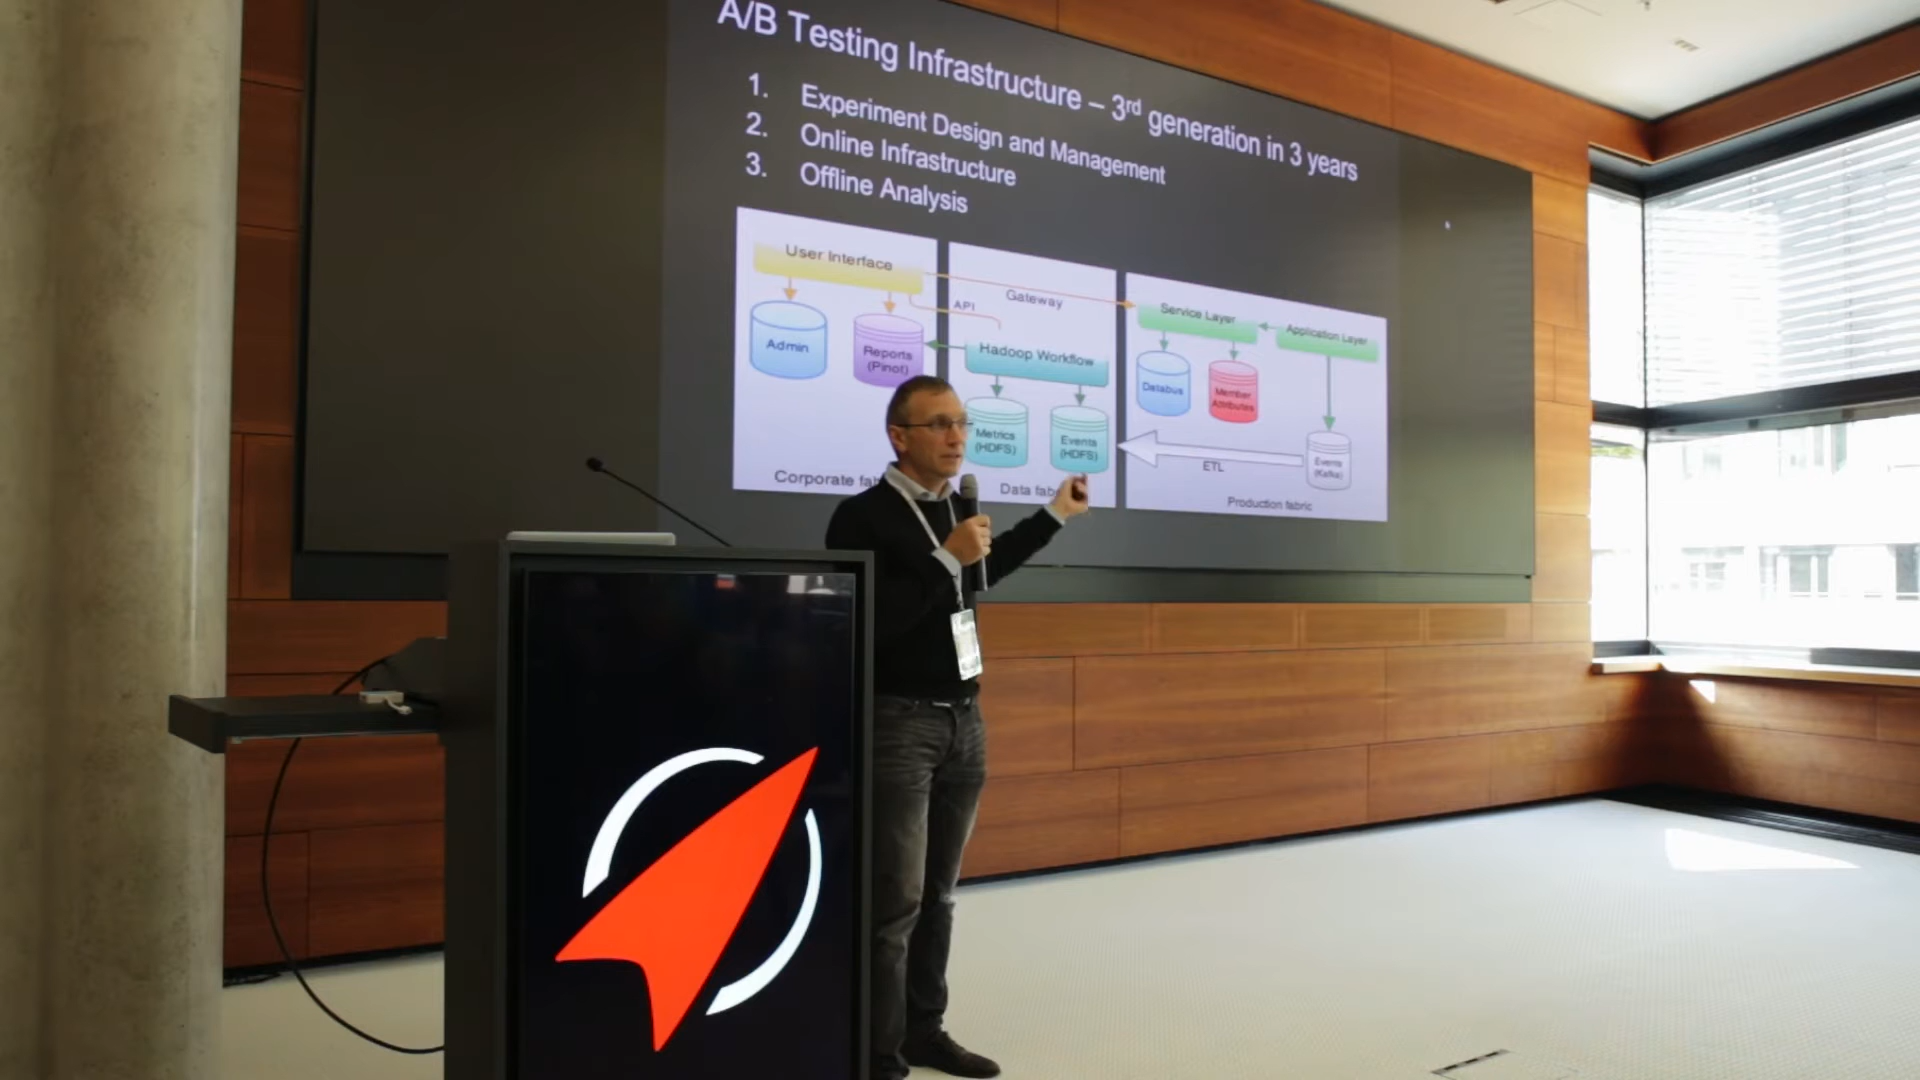 A/B Testing Infrastructure – 3rd generation in 3 years
1. Experiment Design and Management
2. Online Infrastructure
3. Offline Analysis
User Interface
API
Gateway
Service Layer
Application Layer
Admin
Reports
(Pinot)
Hadoop Workflow
Databus
Member
Attributes
Metrics
(HDFS)
Events
(HDFS)
ETL
Events
(Kafka)
Corporate fab
Data fab
Production fabric